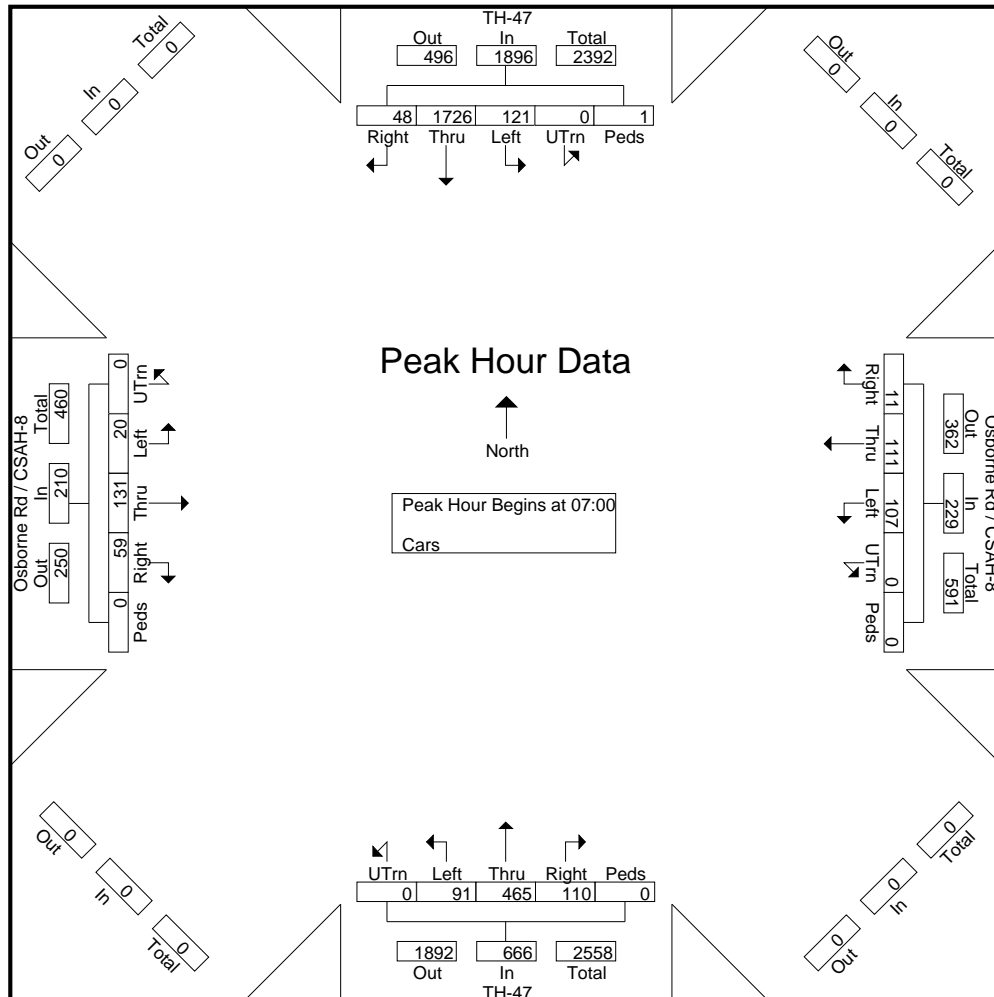 TH-47
Out In Total
496 1896 2392
48 1726 121 0 1
Right Thru Left UTrn Peds
Total
0
In
0
Out
0
Out
0
In
0
Total
0
Peak Hour Data
North
Peak Hour Begins at 07:00
Cars
Osborne Rd / CSAH-8
Out In Total
250 210 460
0 59 131 20 0
Peds Right Thru Left UTrn
Osborne Rd / CSAH-8
Out In Total
362 229 591
11 111 107 0 0
Right Thru Left UTrn Peds
UTrn Left Thru Right Peds
0 91 465 110 0
1892 666 2558
Out In Total
TH-47
0
Out
0
In
0
Total
0
Total
0
In
0
Out